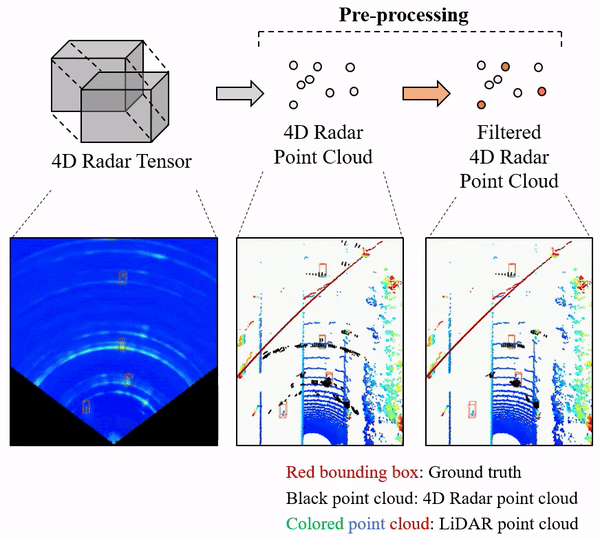 Pre-processing
4D Radar Tensor
4D Radar
Point Cloud
Filtered
4D Radar
Point Cloud
Red bounding box: Ground truth
Black point cloud: 4D Radar point cloud
Colored point cloud: LiDAR point cloud